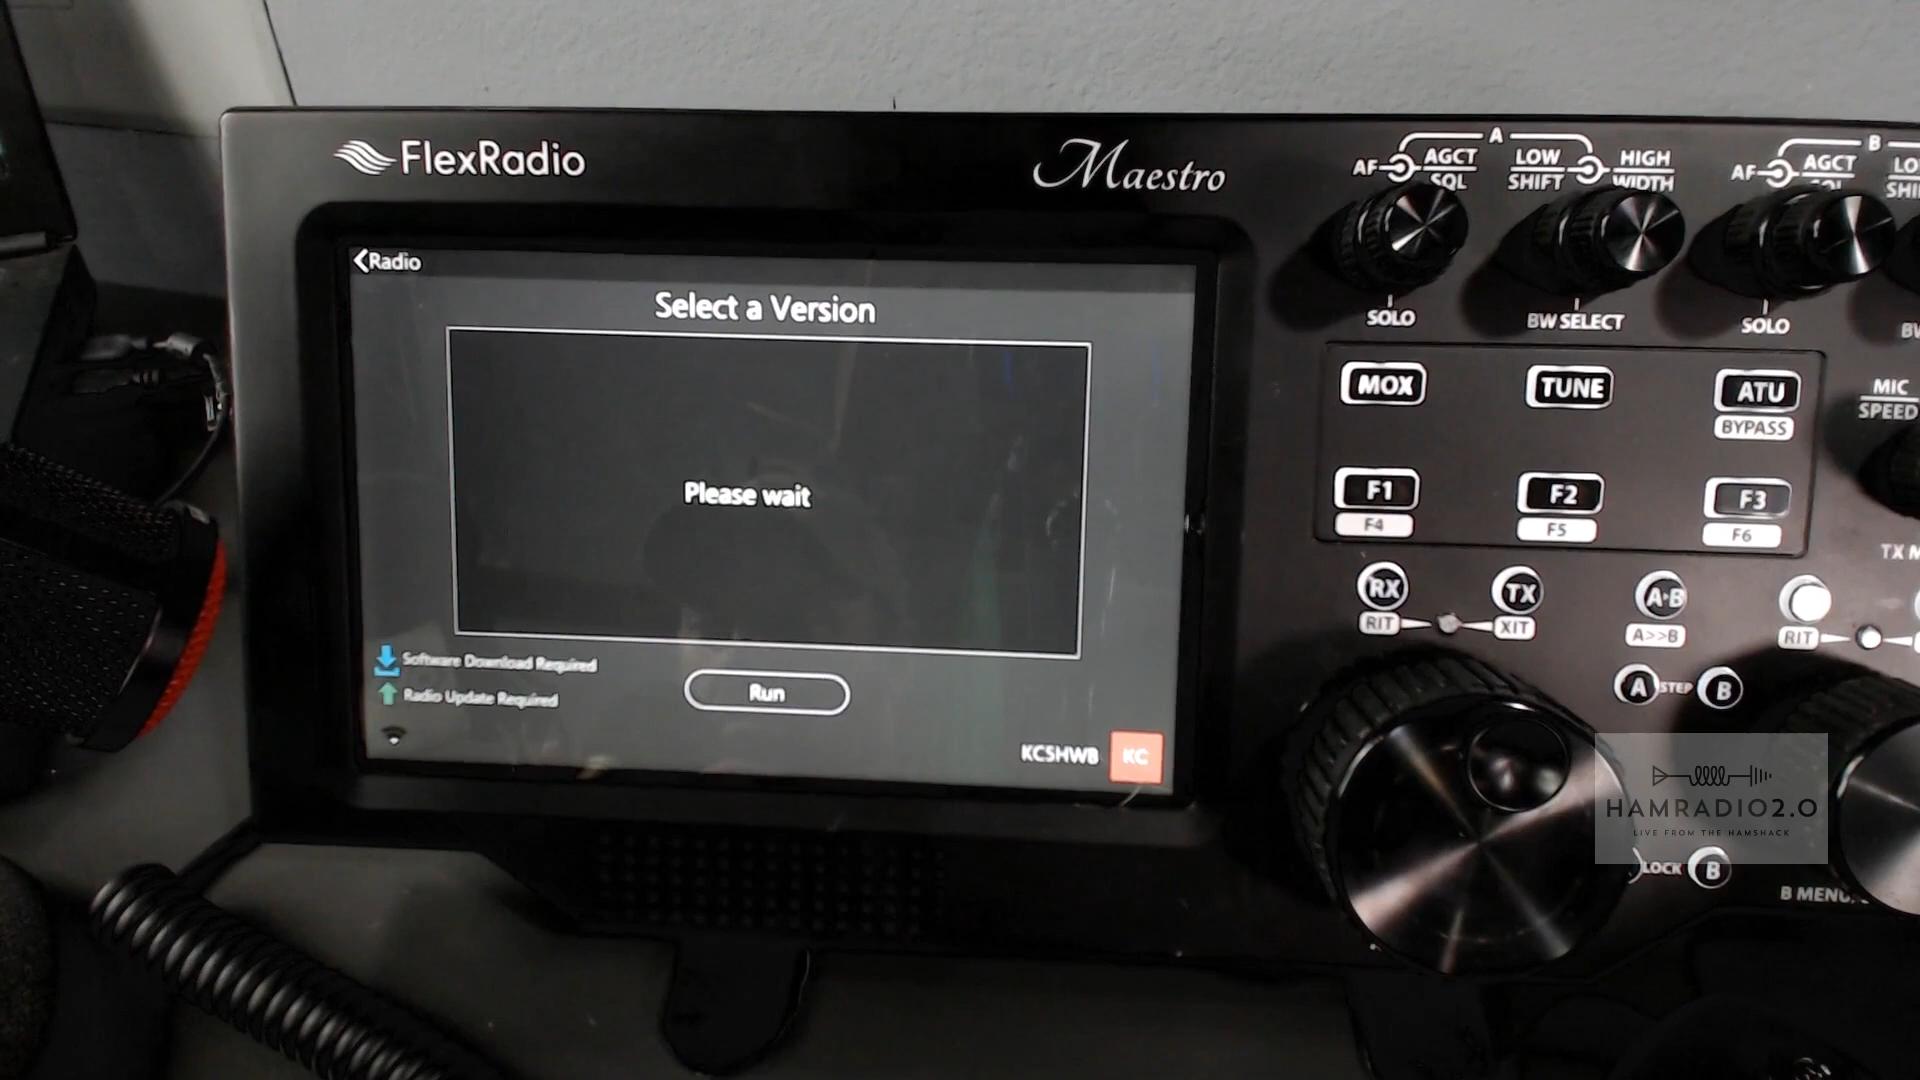 FlexRadio
Maestro
Radio
Select a Version
Please wait
Software Download Required
Radio Update Required
Run
KC5HWB
KC
A
AF
AGCT
SQL
LOW
SHIFT
HIGH
WIDTH
B
AF
AGCT
SOLO
BW SELECT
SOLO
MOX
TUNE
ATU
BYPASS
MIC
SPEED
F1
F4
F2
F5
F3
F6
RX
RIT
TX
XIT
A▸B
A>>B
RIT
A STEP B
HAMRADIO2.0
LIVE FROM THE HAMSHACK
LOCK B
B MENU